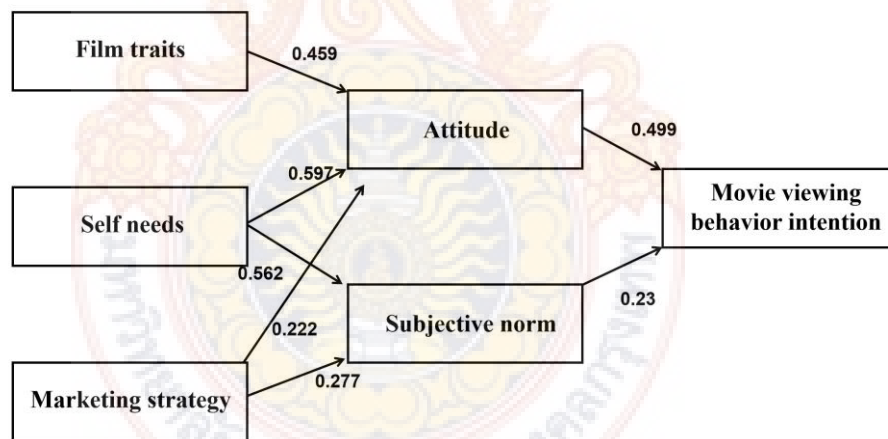 Film traits
0.459
Attitude
0.499
0.597
Self needs
Movie viewing
behavior intention
0.562
0.23
0.222
Subjective norm
Marketing strategy
0.277